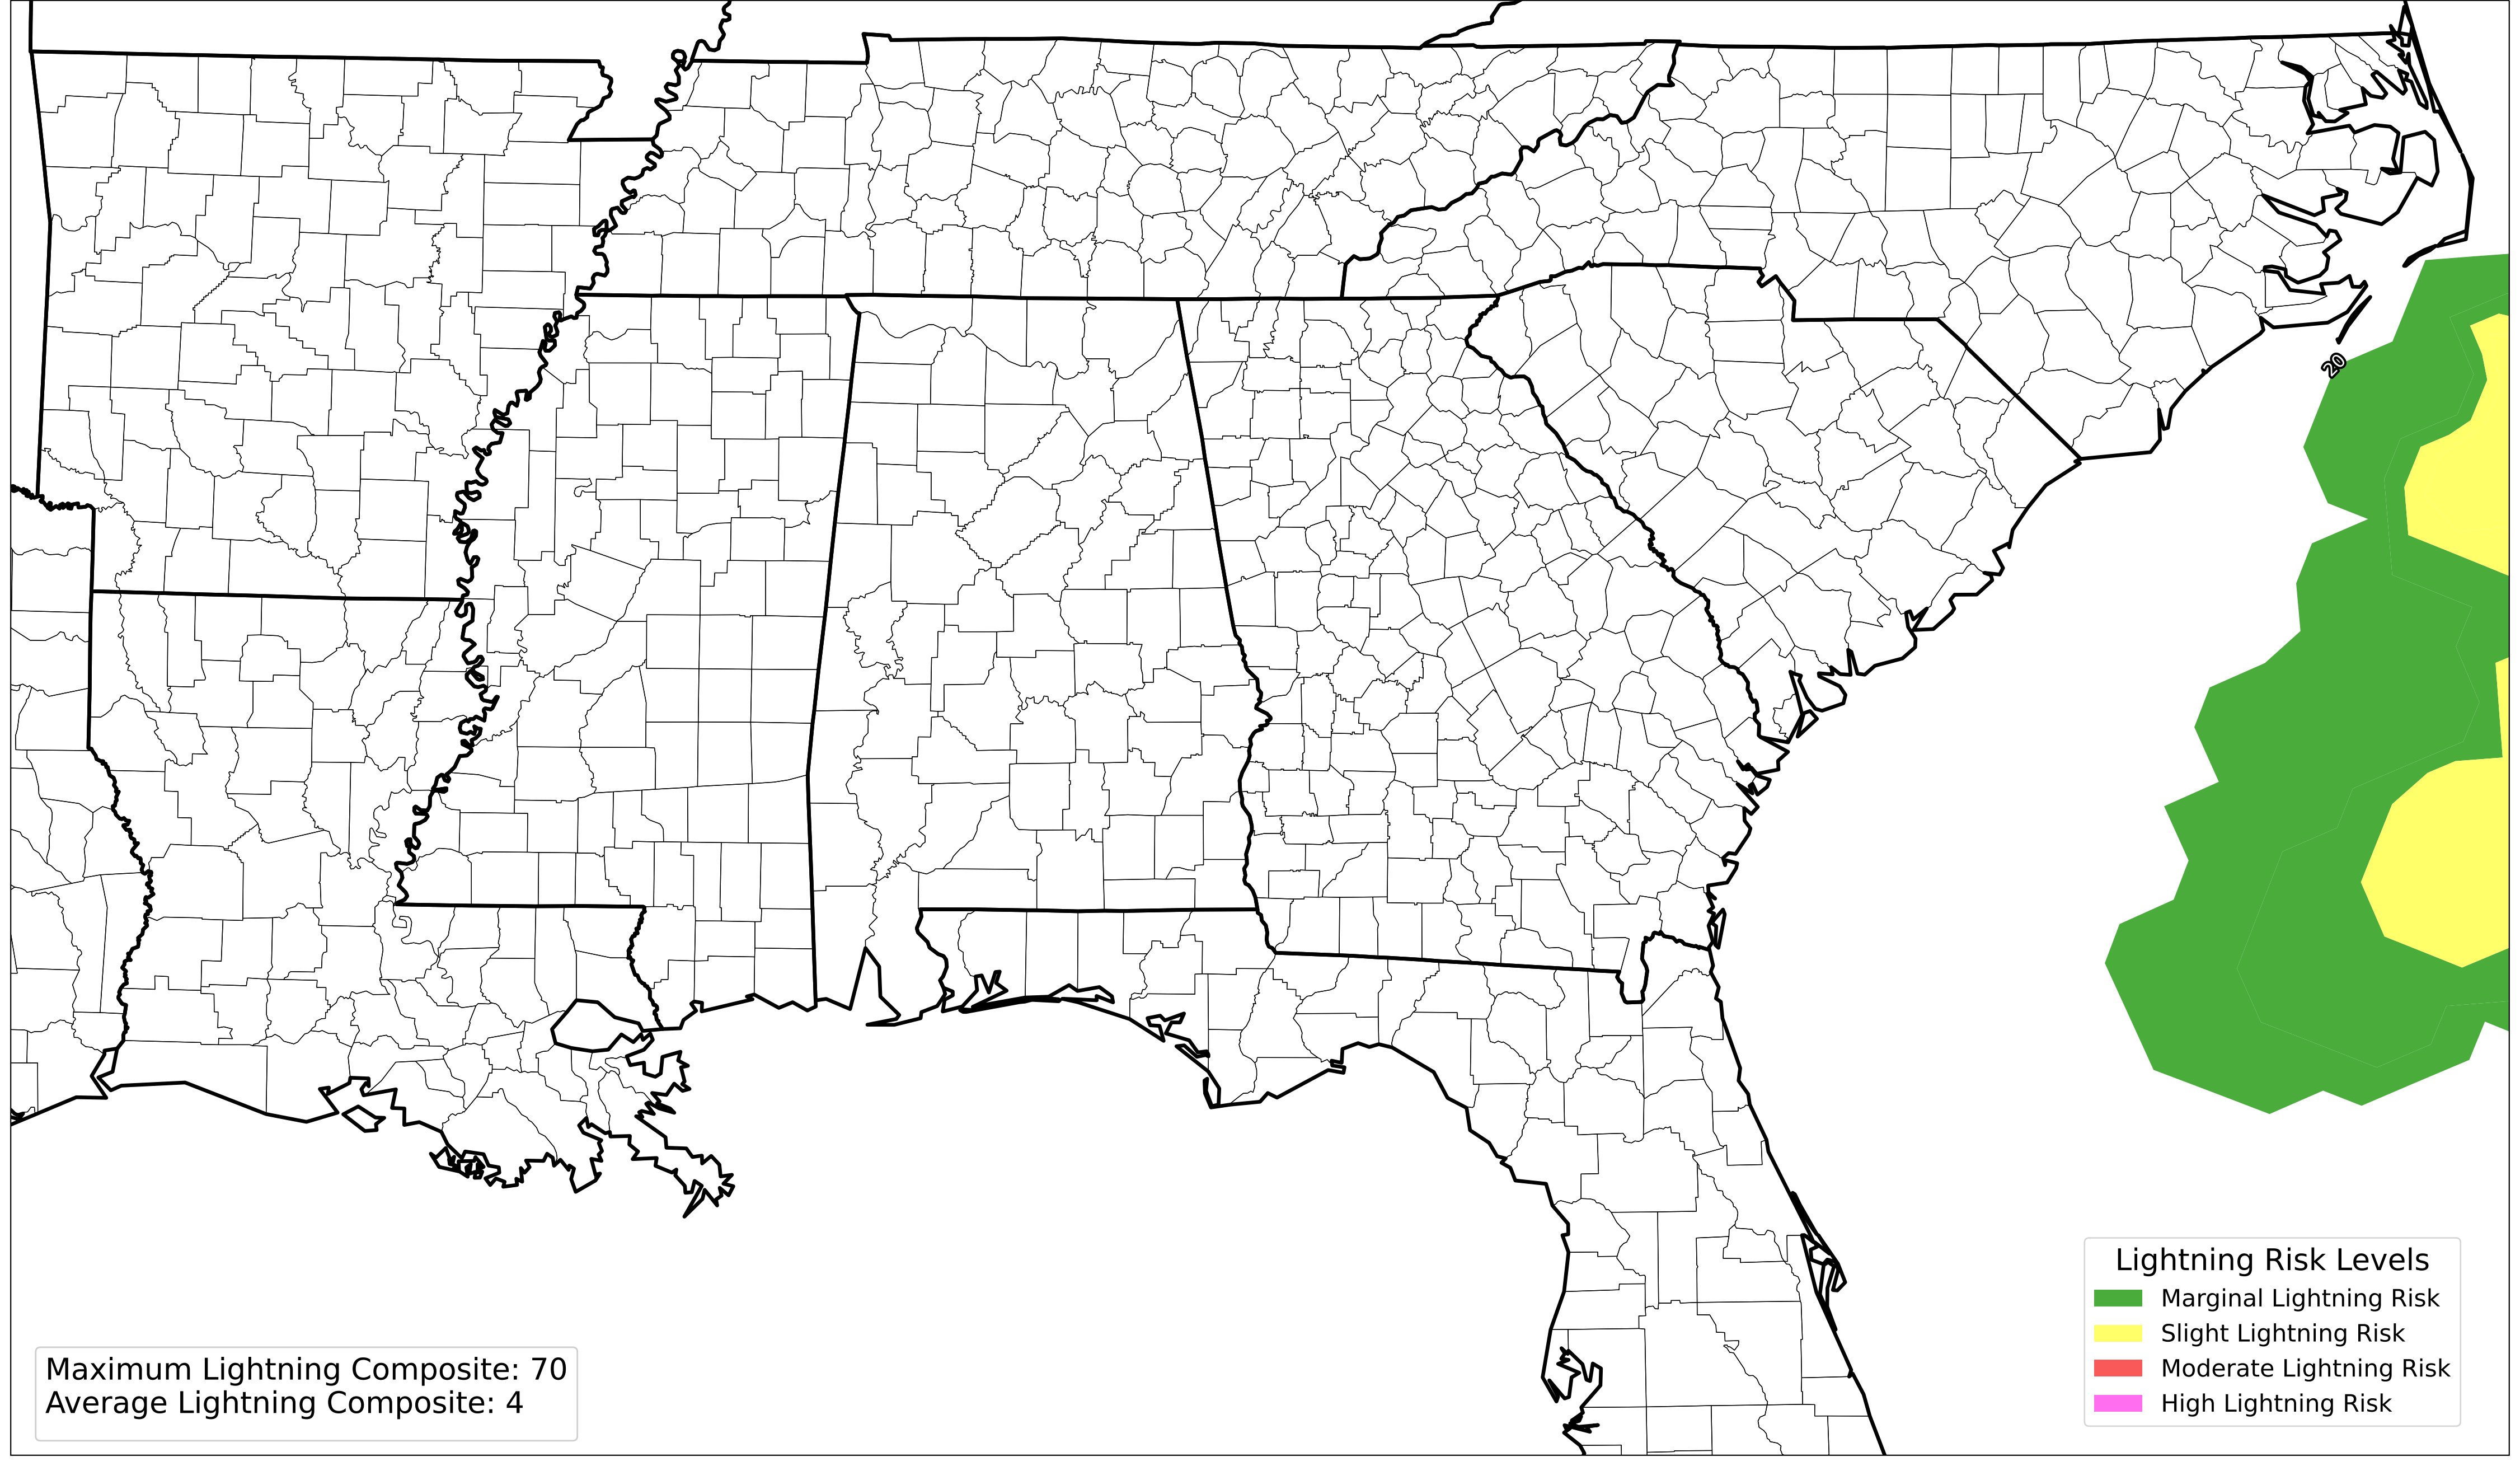 20
Lightning Risk Levels
Marginal Lightning Risk
Slight Lightning Risk
Moderate Lightning Risk
High Lightning Risk
Maximum Lightning Composite: 70
Average Lightning Composite: 4